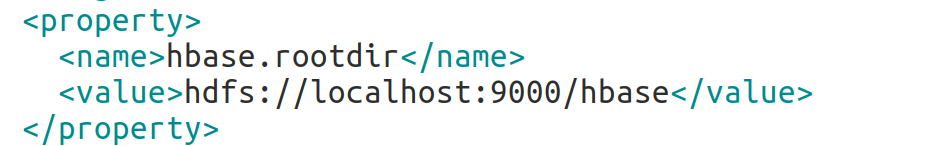 <property>
<name>hbase.rootdir</name>
<value>hdfs://localhost:9000/hbase</value>
</property>